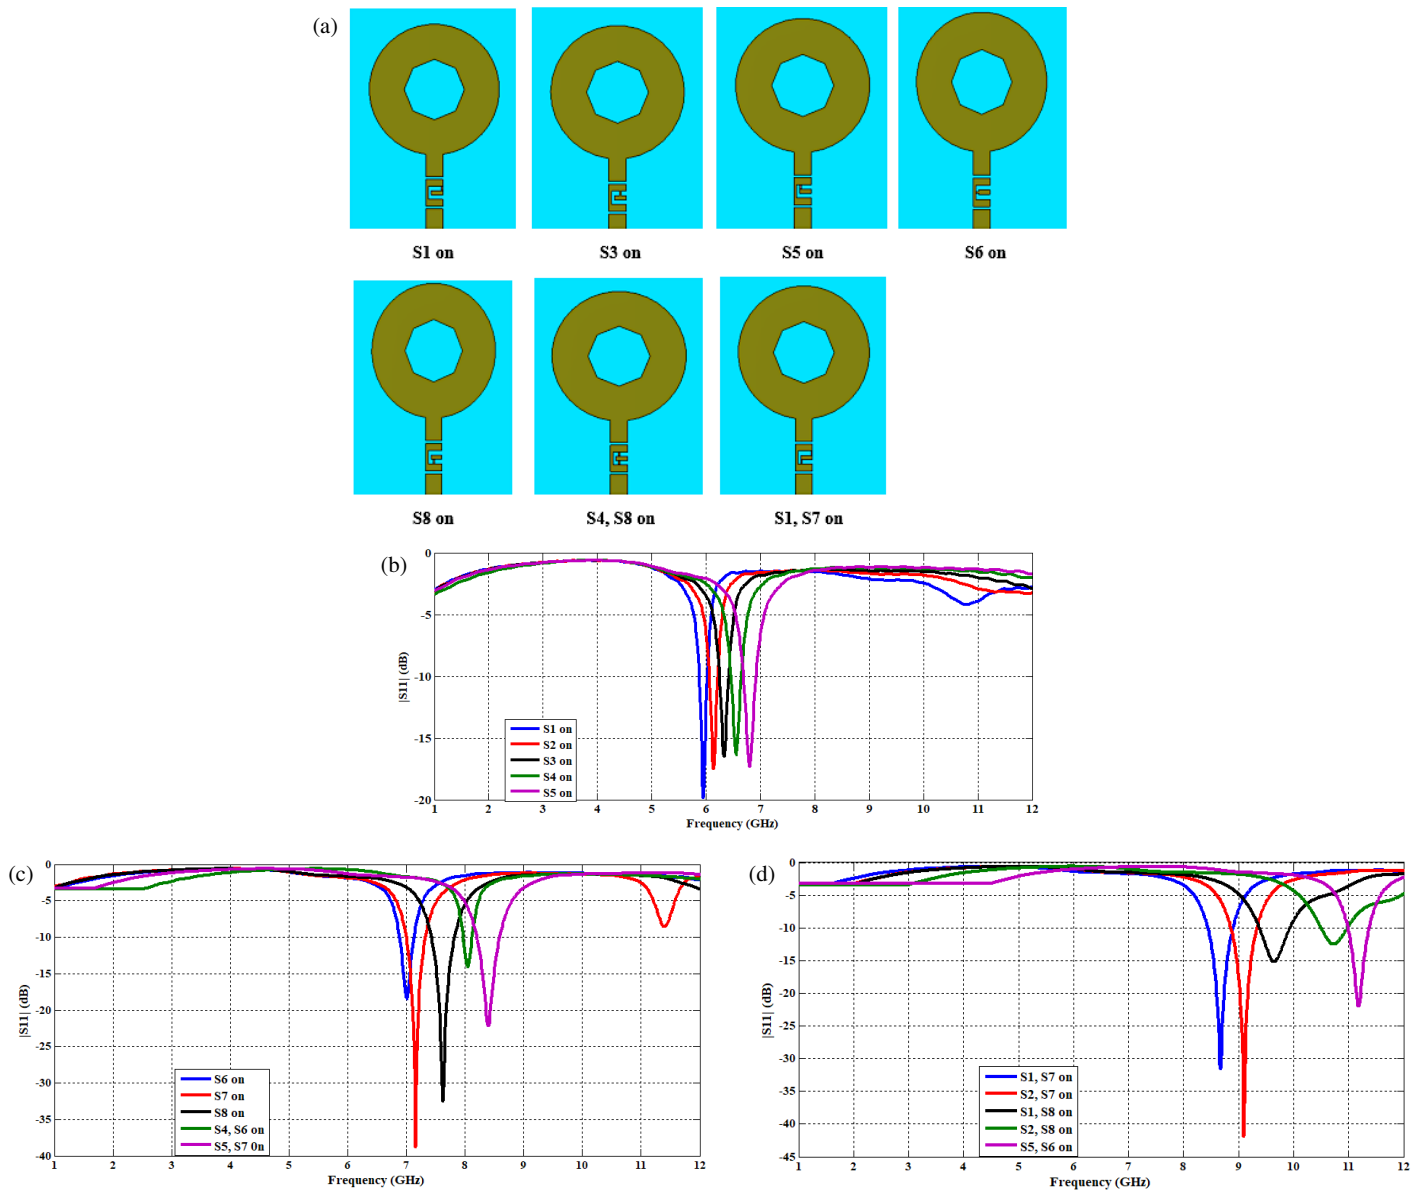 (a)
S1 on S3 on S5 on S6 on
S8 on S4, S8 on S1, S7 on
(b)
0
-5
-10
-15
-20
|S11| (dB)
S1 on
S2 on
S3 on
S4 on
S5 on
1 2 3 4 5 6 7 8 9 10 11 12
Frequency (GHz)
(c)
0
-5
-10
-15
-20
-25
-30
-35
-40
|S11| (dB)
S6 on
S7 on
S8 on
S4, S6 on
S5, S7 0n
1 2 3 4 5 6 7 8 9 10 11 12
Frequency (GHz)
(d)
0
-5
-10
-15
-20
-25
-30
-35
-40
-45
|S11| (dB)
S1, S7 on
S2, S7 on
S1, S8 on
S2, S8 on
S5, S6 on
1 2 3 4 5 6 7 8 9 10 11 12
Frequency (GHz)